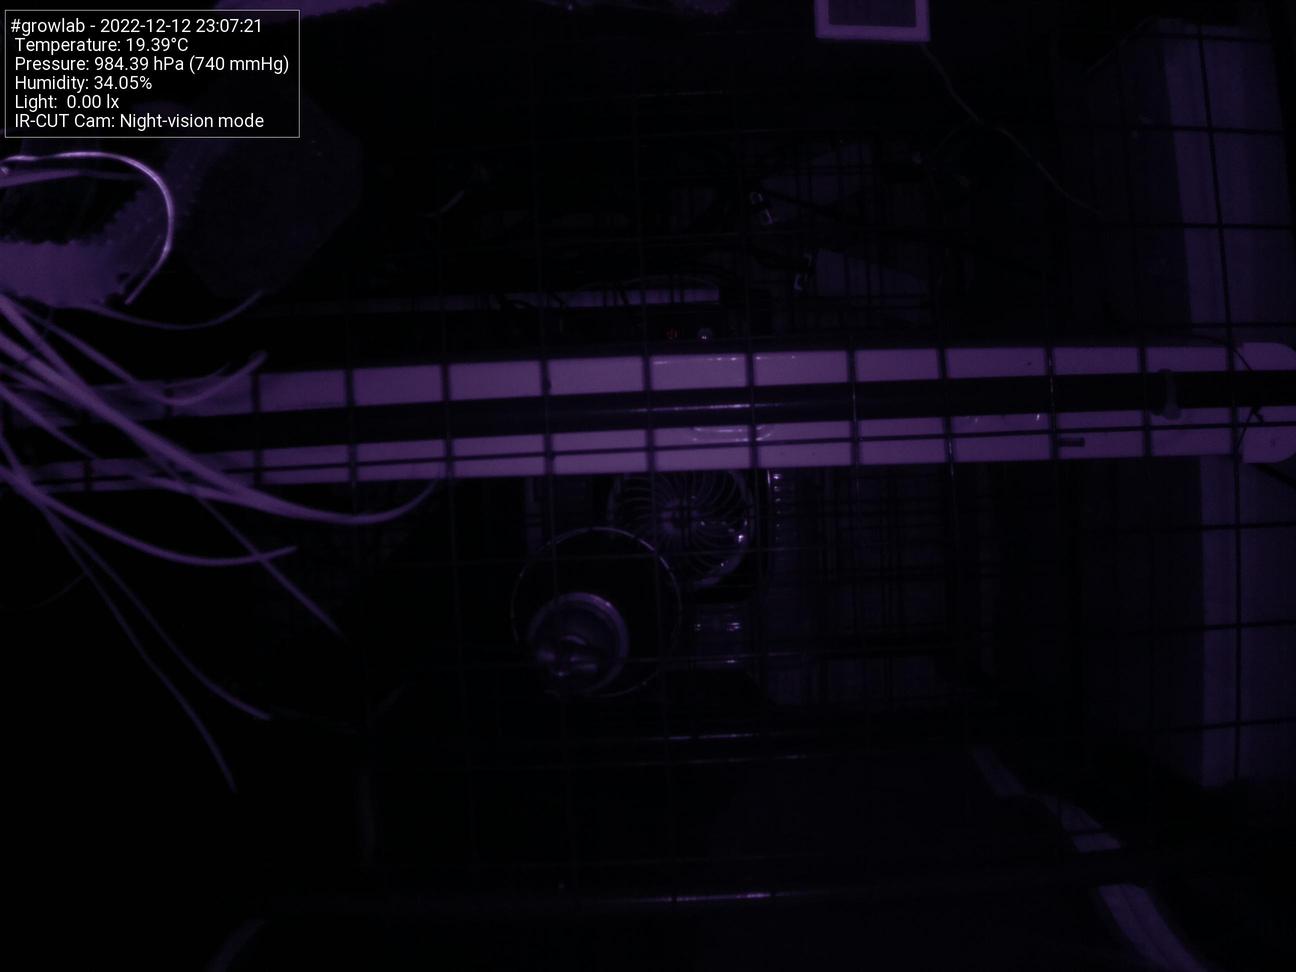 #growlab - 2022-12-12 23:07:21
Temperature: 19.39°C
Pressure: 984.39 hPa (740 mmHg)
Humidity: 34.05%
Light: 0.00 lx
IR-CUT Cam: Night-vision mode